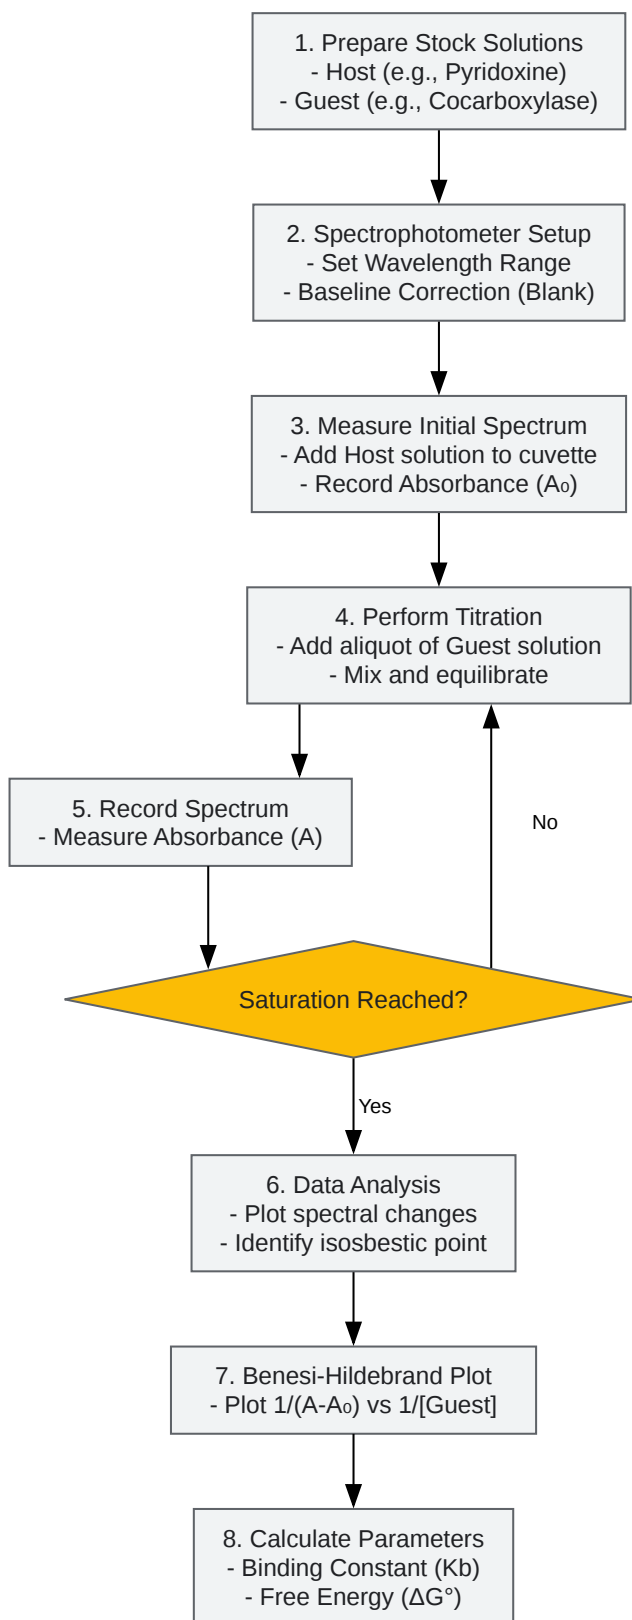 1. Prepare Stock Solutions
- Host (e.g., Pyridoxine)
- Guest (e.g., Cocarboxylase)
2. Spectrophotometer Setup
- Set Wavelength Range
- Baseline Correction (Blank)
3. Measure Initial Spectrum
- Add Host solution to cuvette
- Record Absorbance (A₀)
4. Perform Titration
- Add aliquot of Guest solution
- Mix and equilibrate
5. Record Spectrum
- Measure Absorbance (A)
No
Saturation Reached?
Yes
6. Data Analysis
- Plot spectral changes
- Identify isosbestic point
7. Benesi-Hildebrand Plot
- Plot 1/(A-A₀) vs 1/[Guest]
8. Calculate Parameters
- Binding Constant (Kb)
- Free Energy (ΔG°)